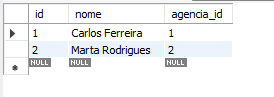 id nome agencia_id
1 Carlos Ferreira 1
2 Marta Rodrigues 2
NULL NULL NULL